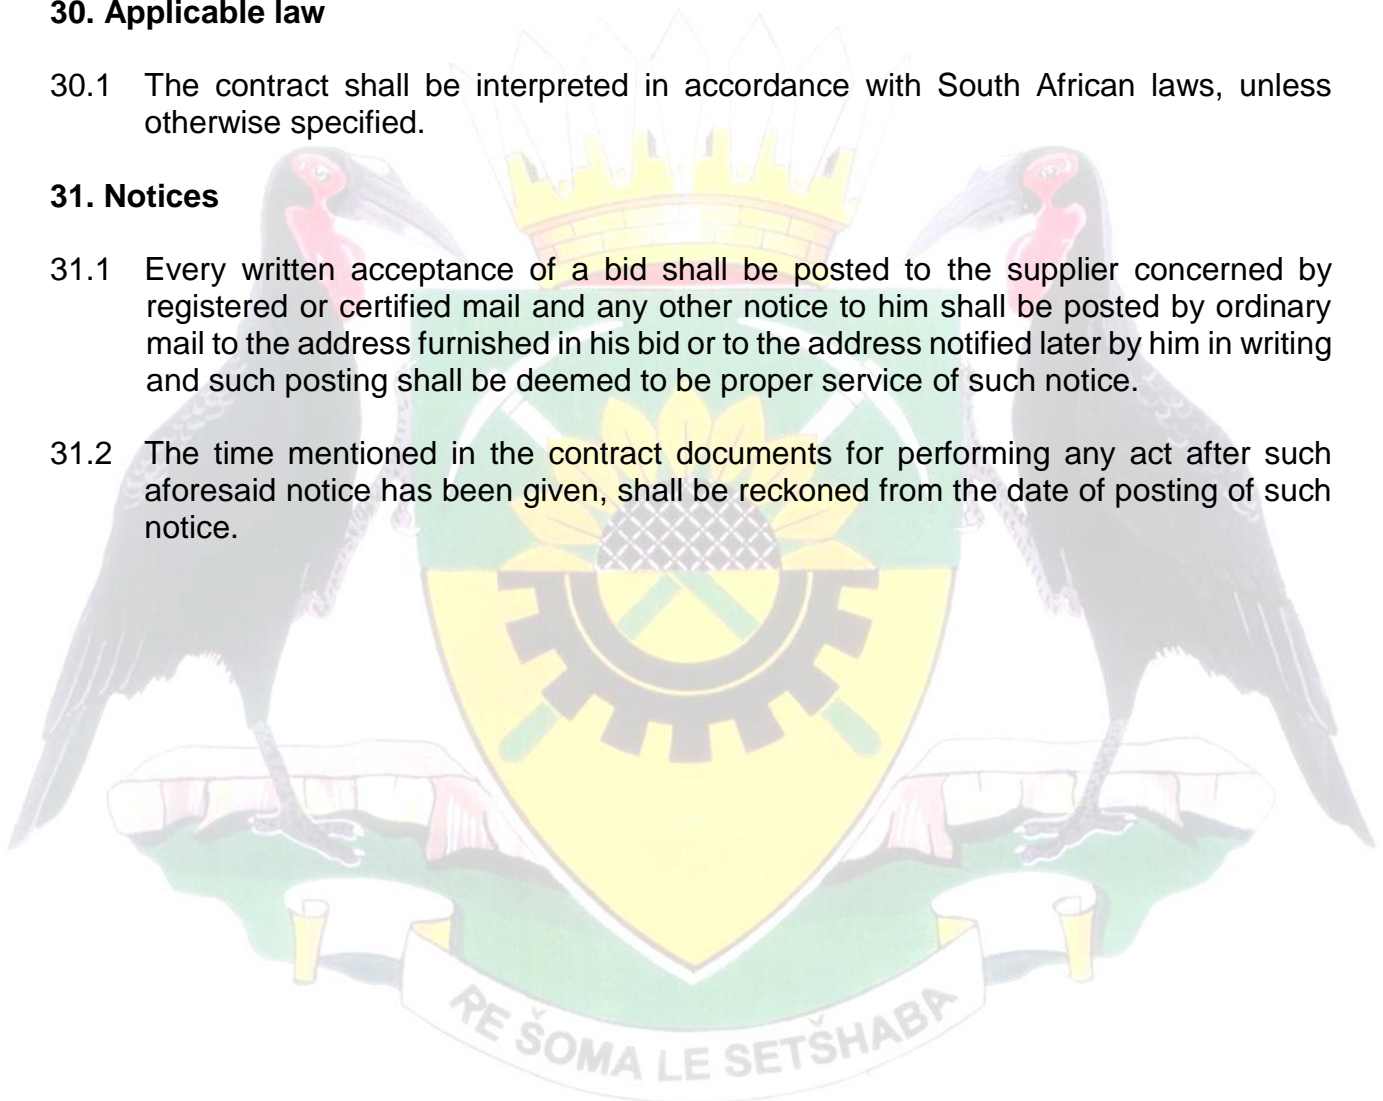 30. Applicable law
30.1 The contract shall be interpreted in accordance with South African laws, unless
otherwise specified.
31. Notices
31.1 Every written acceptance of a bid shall be posted to the supplier concerned by
registered or certified mail and any other notice to him shall be posted by ordinary
mail to the address furnished in his bid or to the address notified later by him in writing
and such posting shall be deemed to be proper service of such notice.
31.2 The time mentioned in the contract documents for performing any act after such
aforesaid notice has been given, shall be reckoned from the date of posting of such
notice.
RE ŠOMA LE SETŠHABA